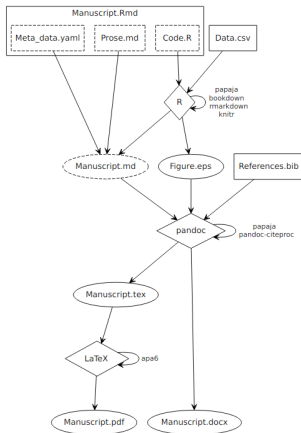 Manuscript.Rmd
Meta_data.yaml
Prose.md
Code.R
Data.csv
R
papaja
bookdown
rmarkdown
knitr
Manuscript.md
Figure.eps
References.bib
pandoc
papaja
pandoc-citeproc
Manuscript.tex
LaTeX
apa6
Manuscript.pdf
Manuscript.docx